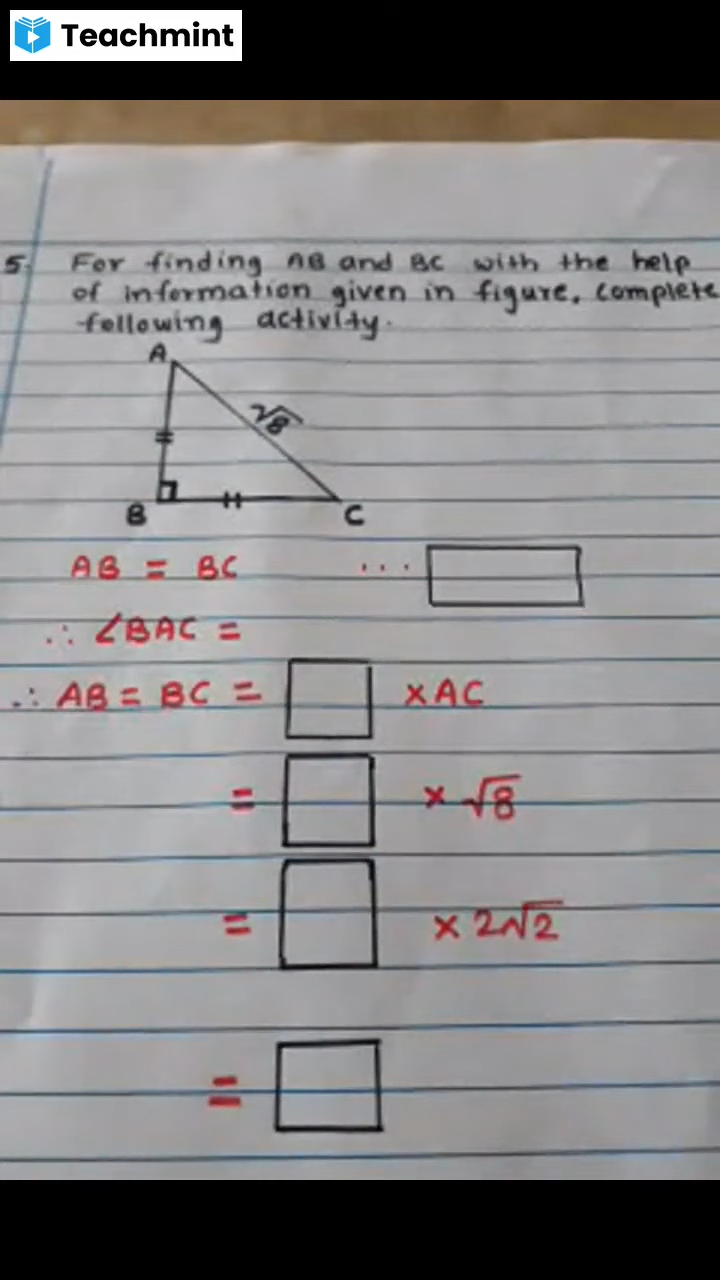 Teachmint
5. For finding AB and BC with the help
of information given in figure, complete
following activity.
A
√8
B
C
AB = BC ...
∴ ∠BAC =
∴ AB = BC = × AC
= × √8
= × 2√2
=